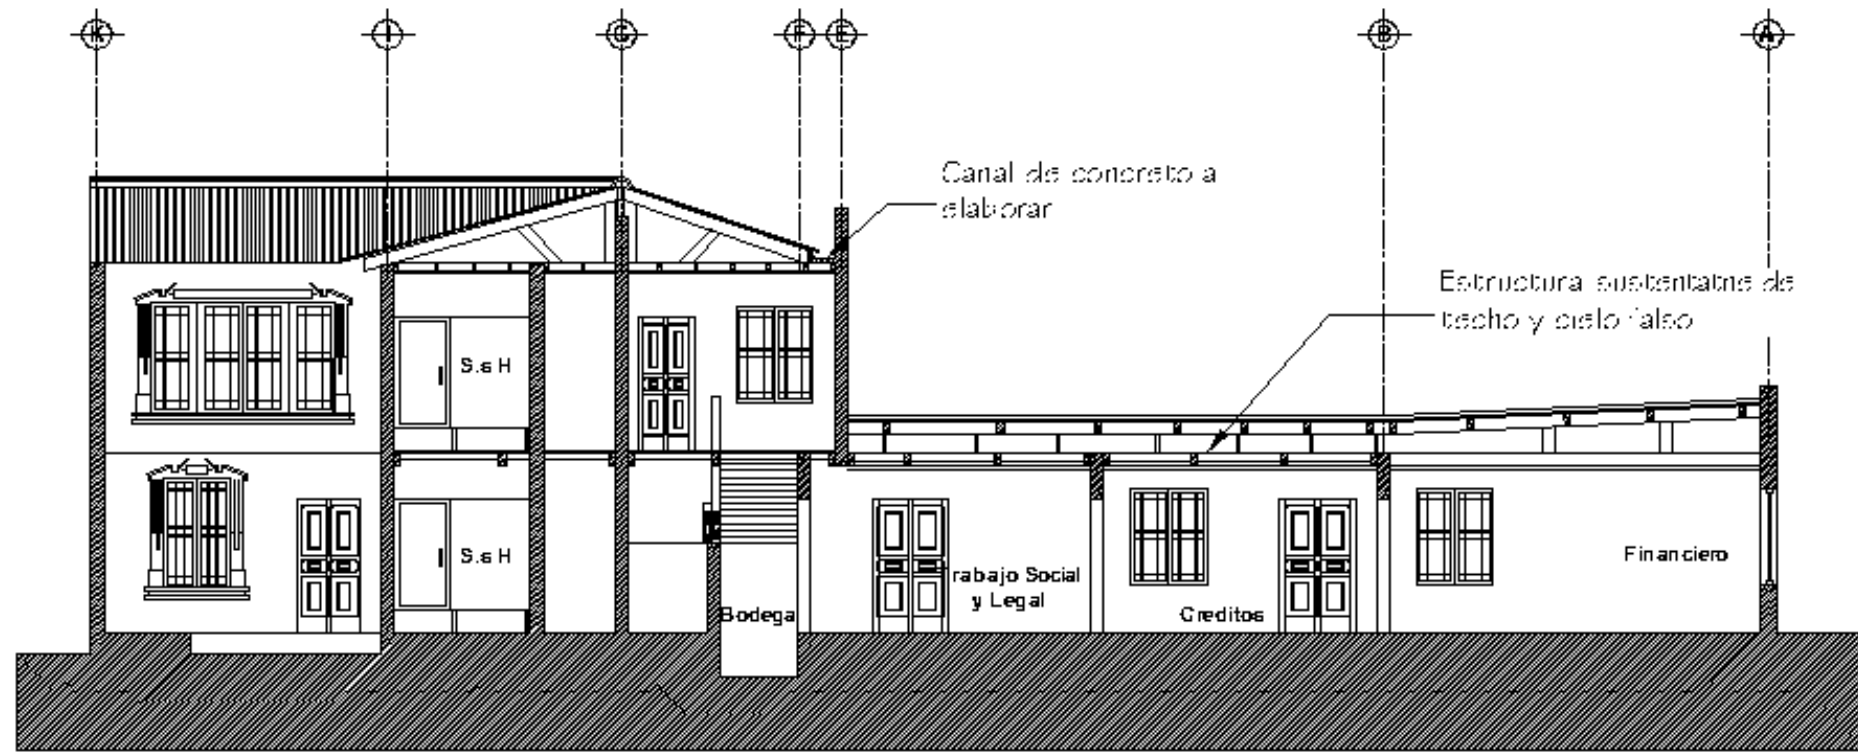 K I G F E B A
Canal de concreto a
elaborar
Estructura sustentatne de
techo y cielo falso
S.s H
S.s H
Financiero
rabajo Social
y Legal
Bodega
Creditos